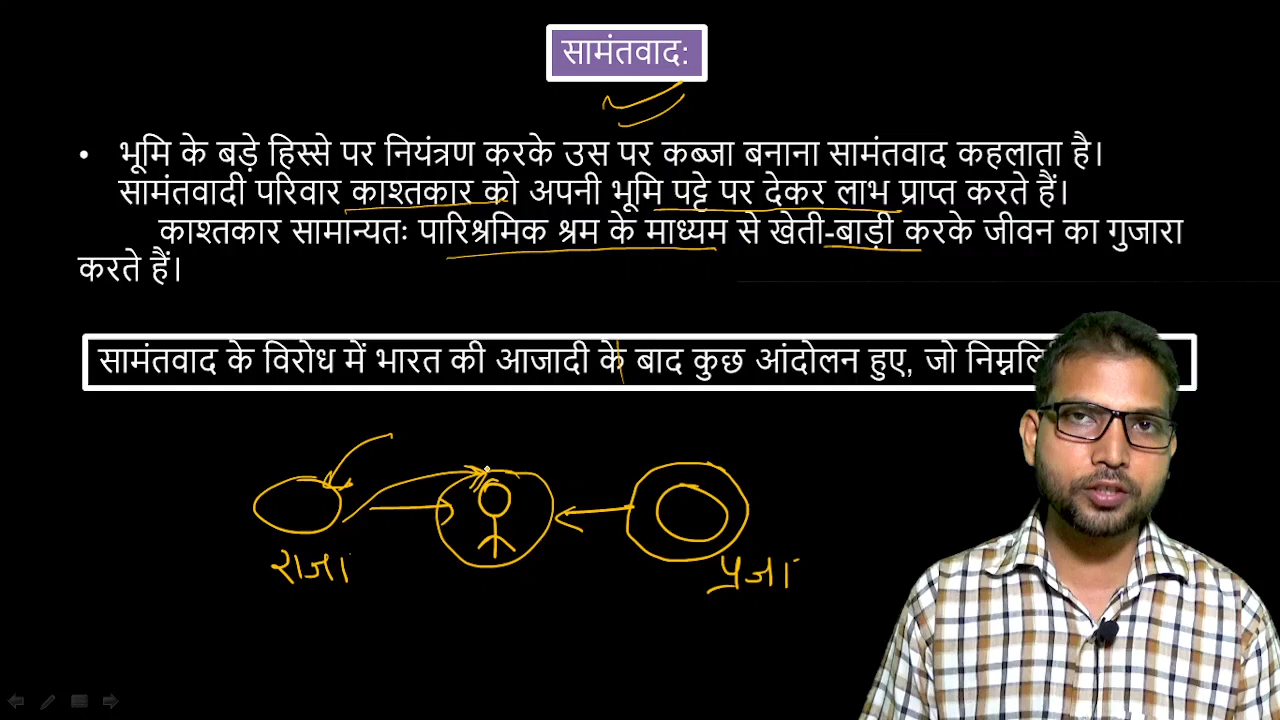 सामंतवाद:
• भूमि के बड़े हिस्से पर नियंत्रण करके उस पर कब्जा बनाना सामंतवाद कहलाता है।
सामंतवादी परिवार काश्तकार को अपनी भूमि पट्टे पर देकर लाभ प्राप्त करते हैं।
काश्तकार सामान्यतः पारिश्रमिक श्रम के माध्यम से खेती-बाड़ी करके जीवन का गुजारा
करते हैं।
सामंतवाद के विरोध में भारत की आजादी के बाद कुछ आंदोलन हुए, जो
राजा
प्रजा